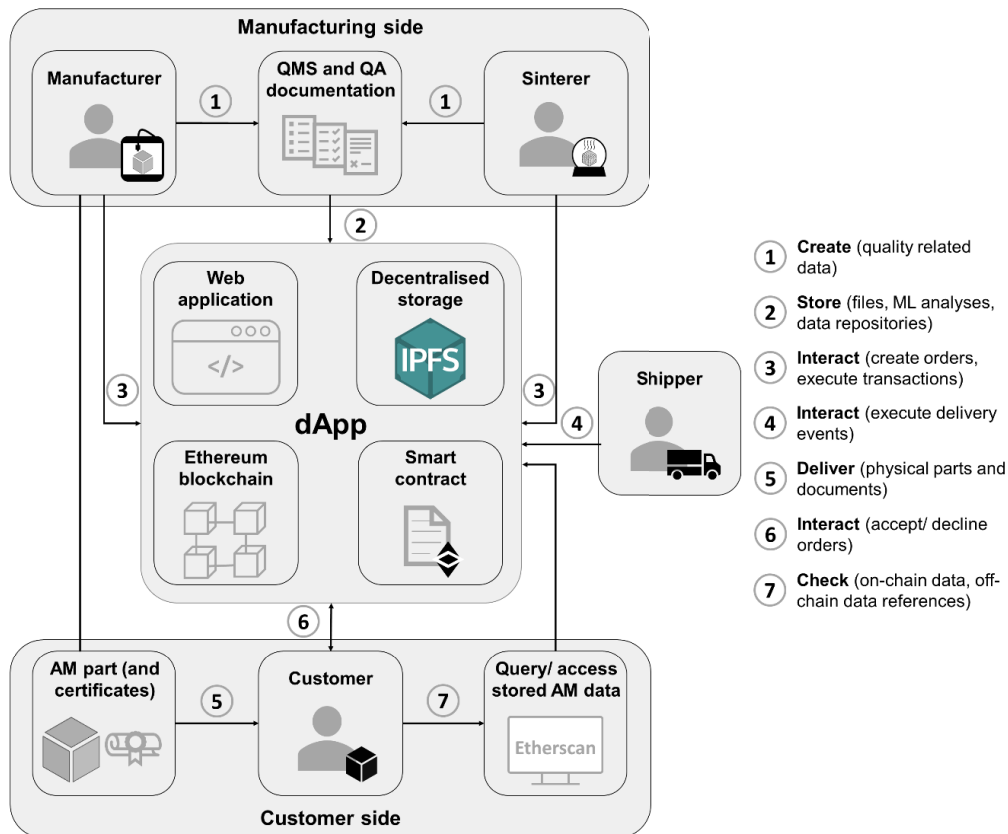 Manufacturing side
Manufacturer
1
QMS and QA
documentation
1
Sinterer
2
Web
application
</>
Decentralised
storage
IPFS
3
dApp
3
4
Shipper
Ethereum
blockchain
Smart
contract
6
AM part (and
certificates)
5
Customer
7
Query/ access
stored AM data
Etherscan
Customer side
1 Create (quality related
data)
2 Store (files, ML analyses,
data repositories)
3 Interact (create orders,
execute transactions)
4 Interact (execute delivery
events)
5 Deliver (physical parts and
documents)
6 Interact (accept/ decline
orders)
7 Check (on-chain data, off-
chain data references)